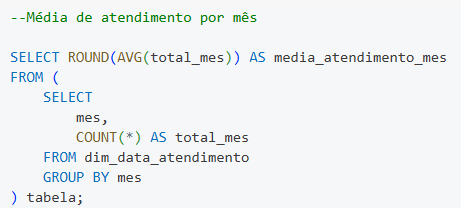 --Média de atendimento por mês
SELECT ROUND(AVG(total_mes)) AS media_atendimento_mes
FROM (
    SELECT
        mes,
        COUNT(*) AS total_mes
    FROM dim_data_atendimento
    GROUP BY mes
) tabela;